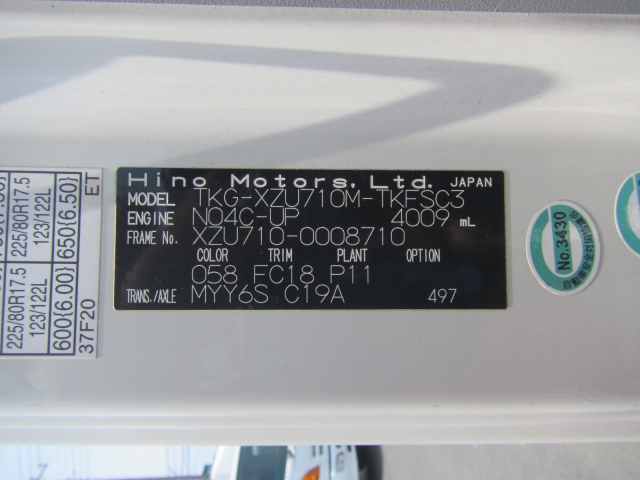 Hino Motors, Ltd. JAPAN
MODEL TKG-XZU710M-TKFSC3
ENGINE N04C-UP 4009 mL
FRAME No. XZU710-0008710
COLOR TRIM PLANT OPTION
058 FC18 P11
TRANS./AXLE MYY6S C19A 497
225/80R17.5 225/80R17.5
123/122L 123/122L
600{6.00} 650{6.50}
37F20 ET
No.3430